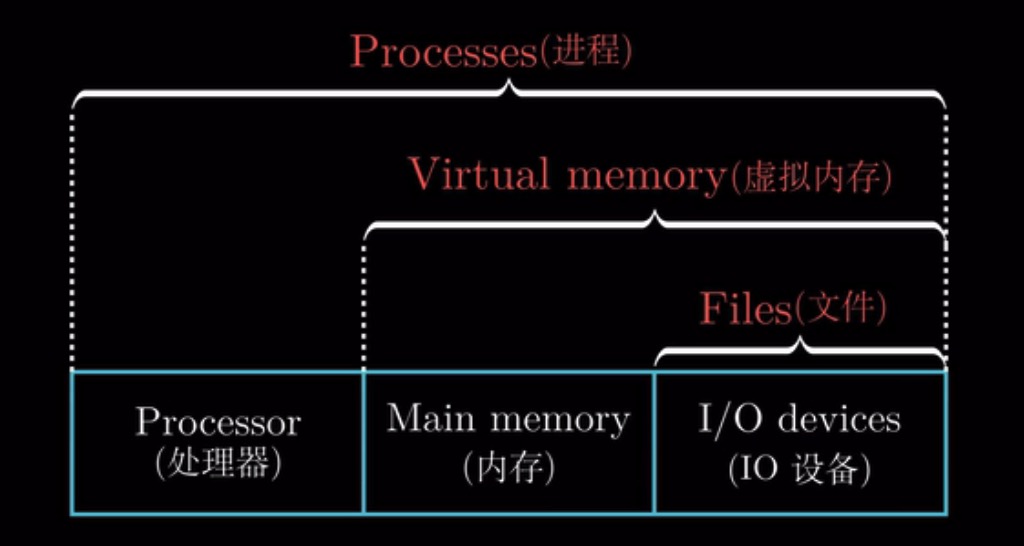 Processes(进程)
Virtual memory(虚拟内存)
Files(文件)
Processor
(处理器)
Main memory
(内存)
I/O devices
(IO 设备)